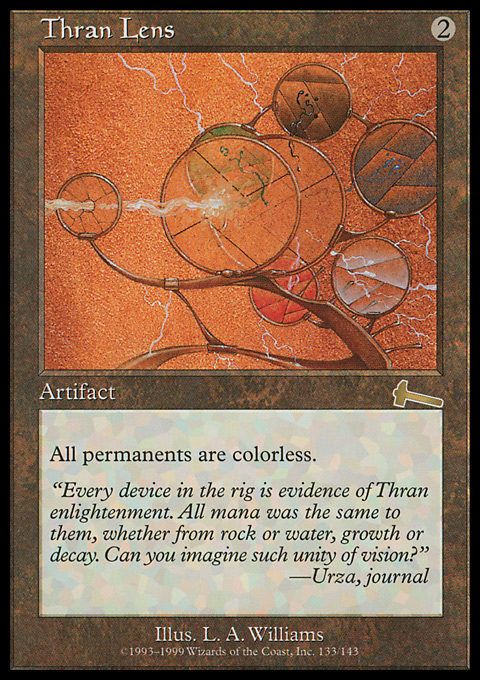 Thran Lens 2
Artifact
All permanents are colorless.
“Every device in the rig is evidence of Thran
enlightenment. All mana was the same to
them, whether from rock or water, growth or
decay. Can you imagine such unity of vision?”
—Urza, journal
Illus. L. A. Williams
©1993–1999 Wizards of the Coast, Inc. 133/143